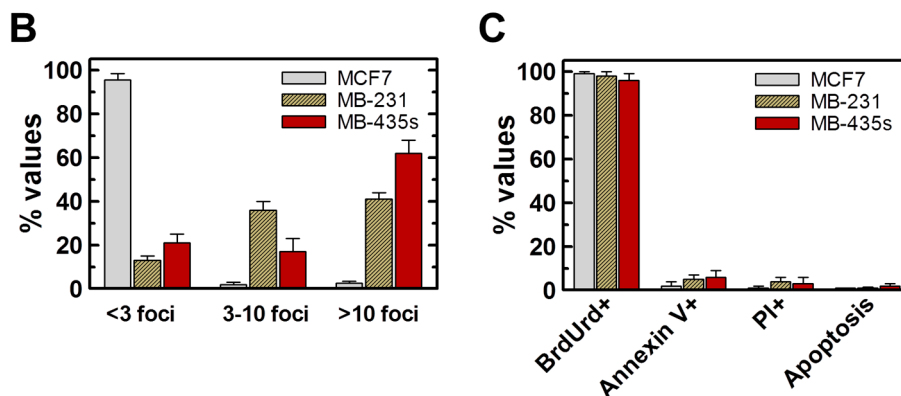 B
% values
100
80
60
40
20
0
MCF7
MB-231
MB-435s
<3 foci
3-10 foci
>10 foci
C
% values
100
80
60
40
20
0
MCF7
MB-231
MB-435s
BrdUrd+
Annexin V+
PI+
Apoptosis